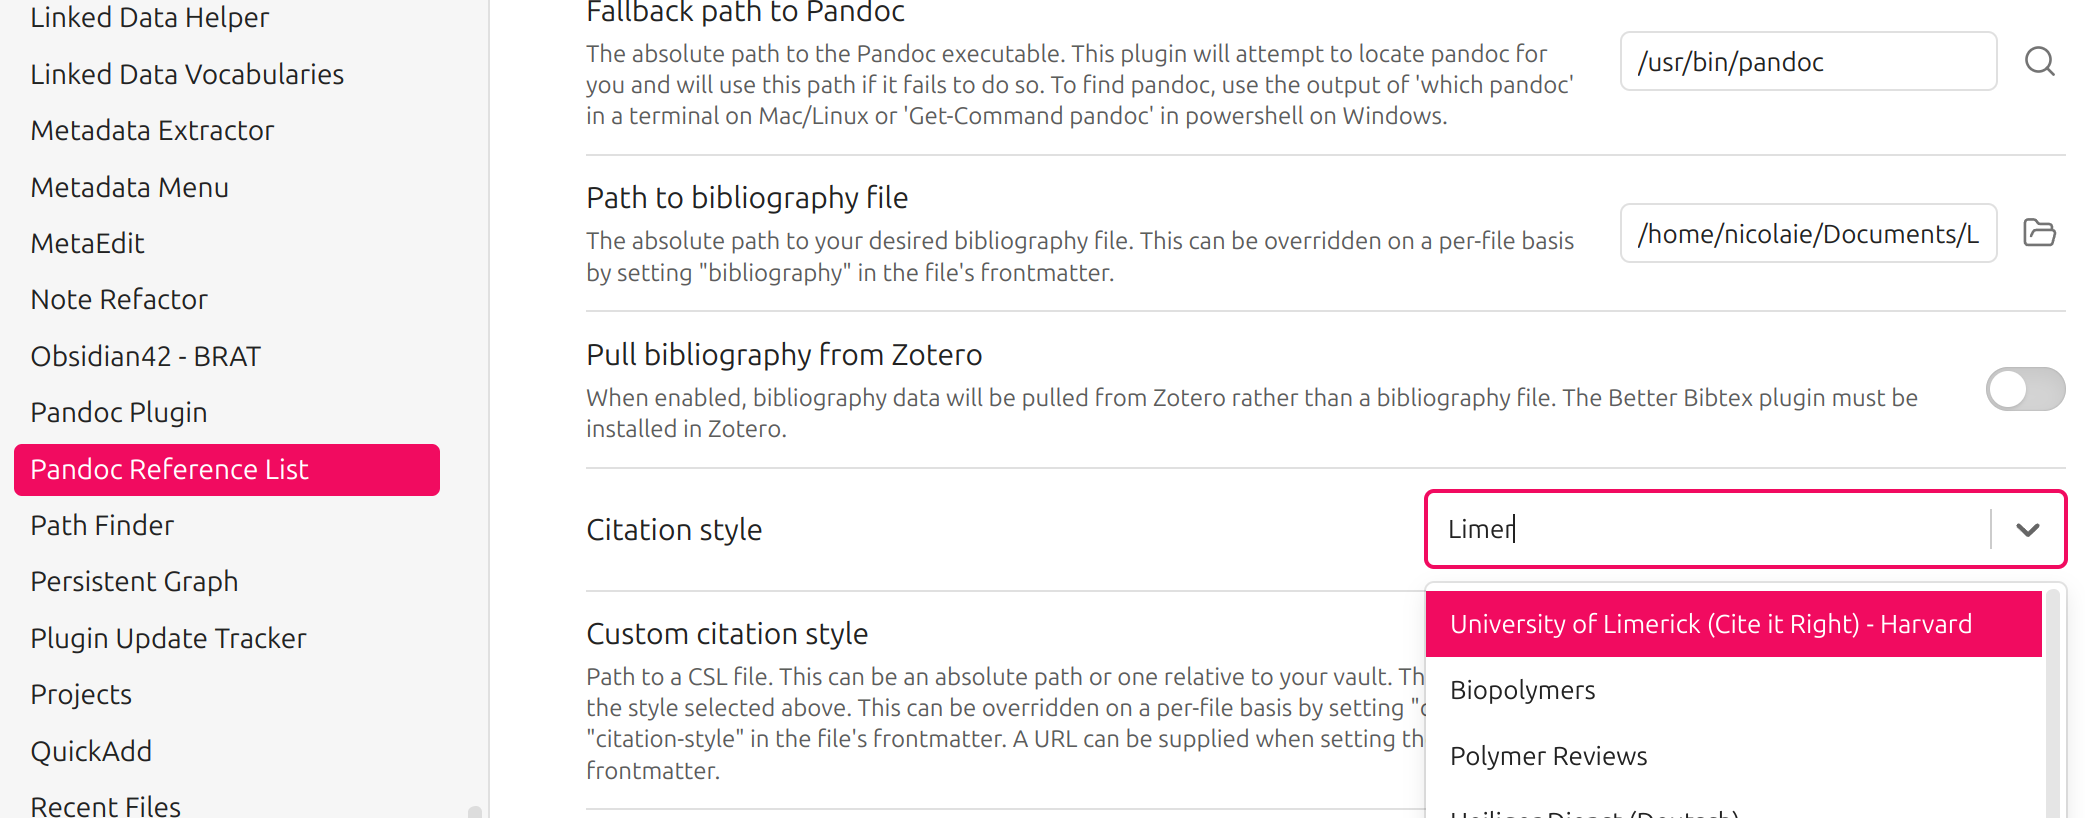 Linked Data Helper
Linked Data Vocabularies
Metadata Extractor
Metadata Menu
MetaEdit
Note Refactor
Obsidian42 - BRAT
Pandoc Plugin
Pandoc Reference List
Path Finder
Persistent Graph
Plugin Update Tracker
Projects
QuickAdd
Recent Files
Fallback path to Pandoc
The absolute path to the Pandoc executable. This plugin will attempt to locate pandoc for
you and will use this path if it fails to do so. To find pandoc, use the output of 'which pandoc'
in a terminal on Mac/Linux or 'Get-Command pandoc' in powershell on Windows.
/usr/bin/pandoc
Path to bibliography file
The absolute path to your desired bibliography file. This can be overridden on a per-file basis
by setting "bibliography" in the file's frontmatter.
/home/nicolaie/Documents/L
Pull bibliography from Zotero
When enabled, bibliography data will be pulled from Zotero rather than a bibliography file. The Better Bibtex plugin must be
installed in Zotero.
Citation style
Limer
University of Limerick (Cite it Right) - Harvard
Biopolymers
Polymer Reviews
Heiliger Dienst (Deutsch)
Custom citation style
Path to a CSL file. This can be an absolute path or one relative to your vault. Th
the style selected above. This can be overridden on a per-file basis by setting "c
"citation-style" in the file's frontmatter. A URL can be supplied when setting th
frontmatter.